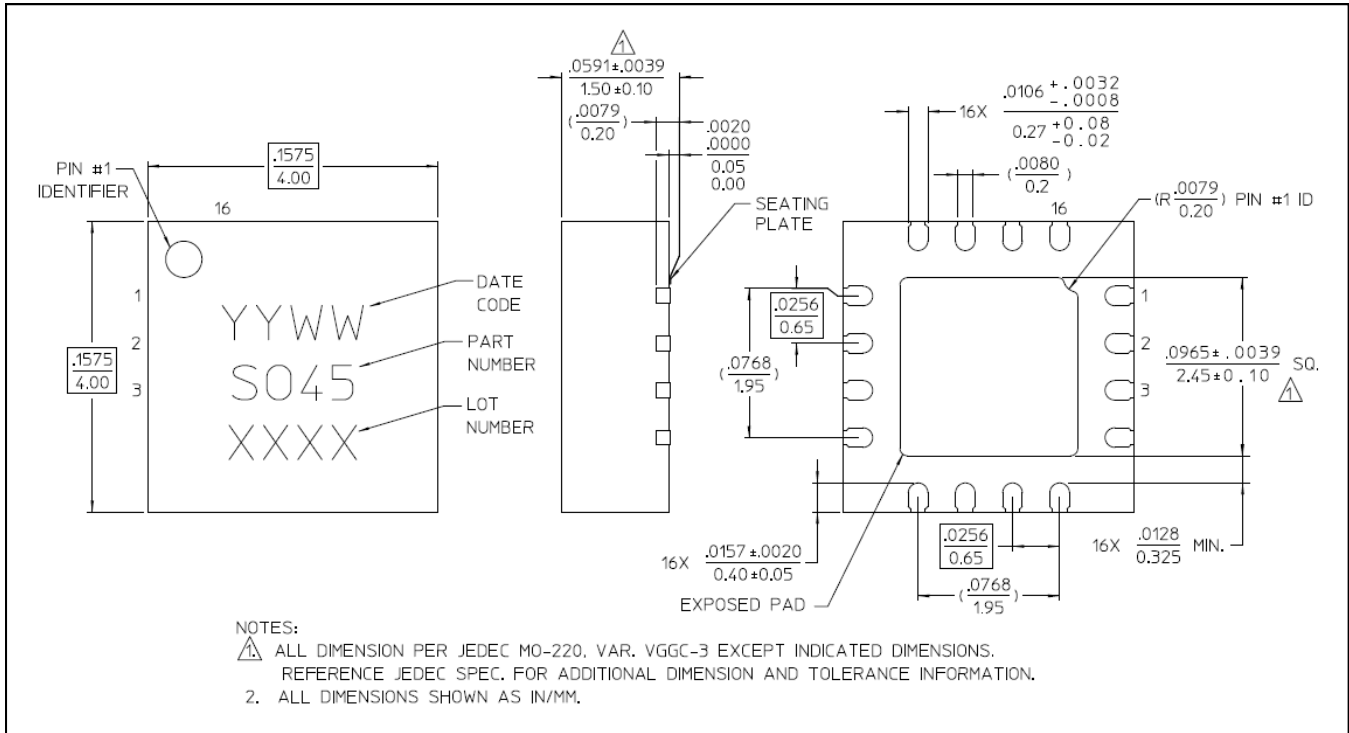 PIN #1
IDENTIFIER
.1575
4.00
16
1
2
3
.1575
4.00
YYWW
SO45
XXXX
DATE
CODE
PART
NUMBER
LOT
NUMBER
1
.0591±.0039
1.50±0.10
(.0079
0.20)
.0020
.0000
0.05
0.00
SEATING
PLATE
16X .0106 +.0032
-.0008
0.27 +0.08
-0.02
(.0080
0.2)
16
(R.0079
0.20) PIN #1 ID
.0256
0.65
(.0768
1.95)
1
2
3
.0965±.0039
2.45±0.10 SQ.
1
16X .0157±.0020
0.40±0.05
EXPOSED PAD
.0256
0.65
(.0768
1.95)
16X .0128
0.325 MIN.
NOTES:
1. ALL DIMENSION PER JEDEC MO-220, VAR. VGGC-3 EXCEPT INDICATED DIMENSIONS.
REFERENCE JEDEC SPEC. FOR ADDITIONAL DIMENSION AND TOLERANCE INFORMATION.
2. ALL DIMENSIONS SHOWN AS IN/MM.